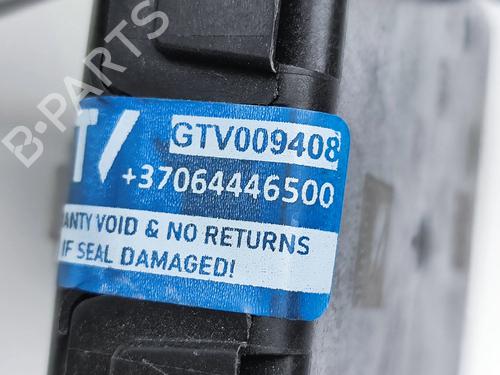 B-PARTS
T/
GTV009408
+37064446500
ANTY VOID & NO RETURNS
IF SEAL DAMAGED!